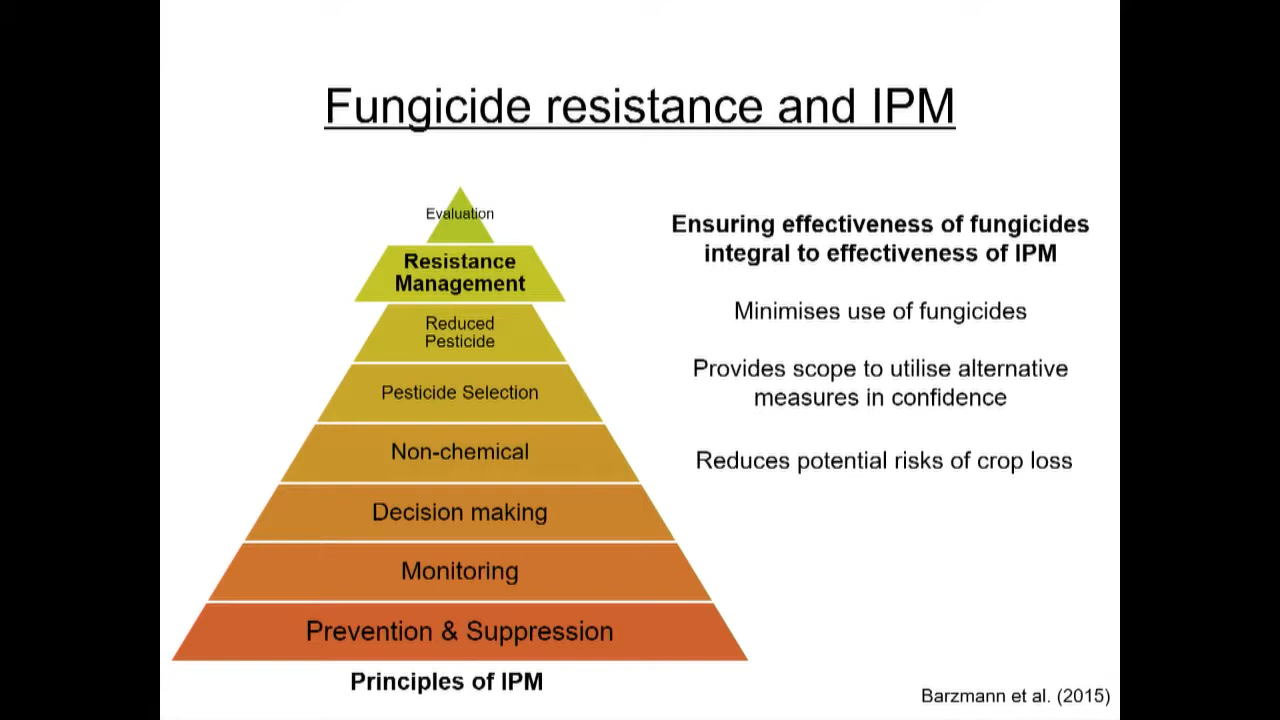 Fungicide resistance and IPM
Evaluation
Resistance
Management
Reduced
Pesticide
Pesticide Selection
Non-chemical
Decision making
Monitoring
Prevention & Suppression
Principles of IPM
Ensuring effectiveness of fungicides
integral to effectiveness of IPM
Minimises use of fungicides
Provides scope to utilise alternative
measures in confidence
Reduces potential risks of crop loss
Barzmann et al. (2015)